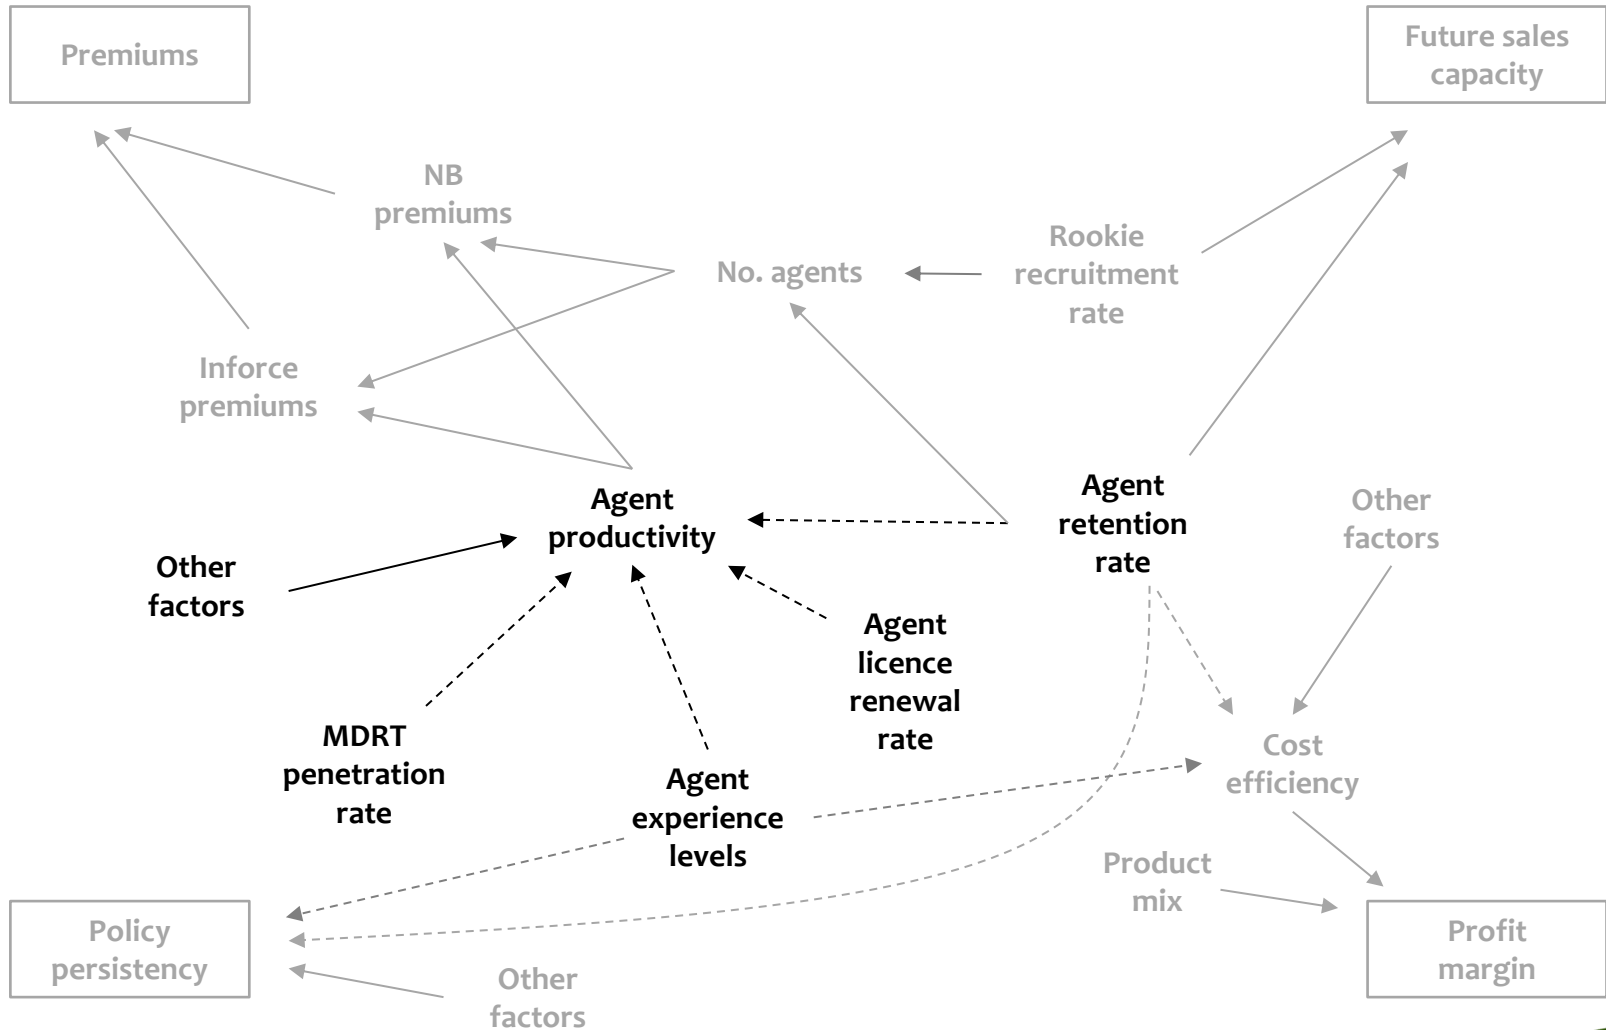 Premiums
Future sales
capacity
NB
premiums
Rookie
recruitment
rate
No. agents
Inforce
premiums
Agent
productivity
Agent
retention
rate
Other
factors
Other
factors
Agent
licence
renewal
rate
MDRT
penetration
rate
Agent
experience
levels
Cost
efficiency
Product
mix
Policy
persistency
Other
factors
Profit
margin